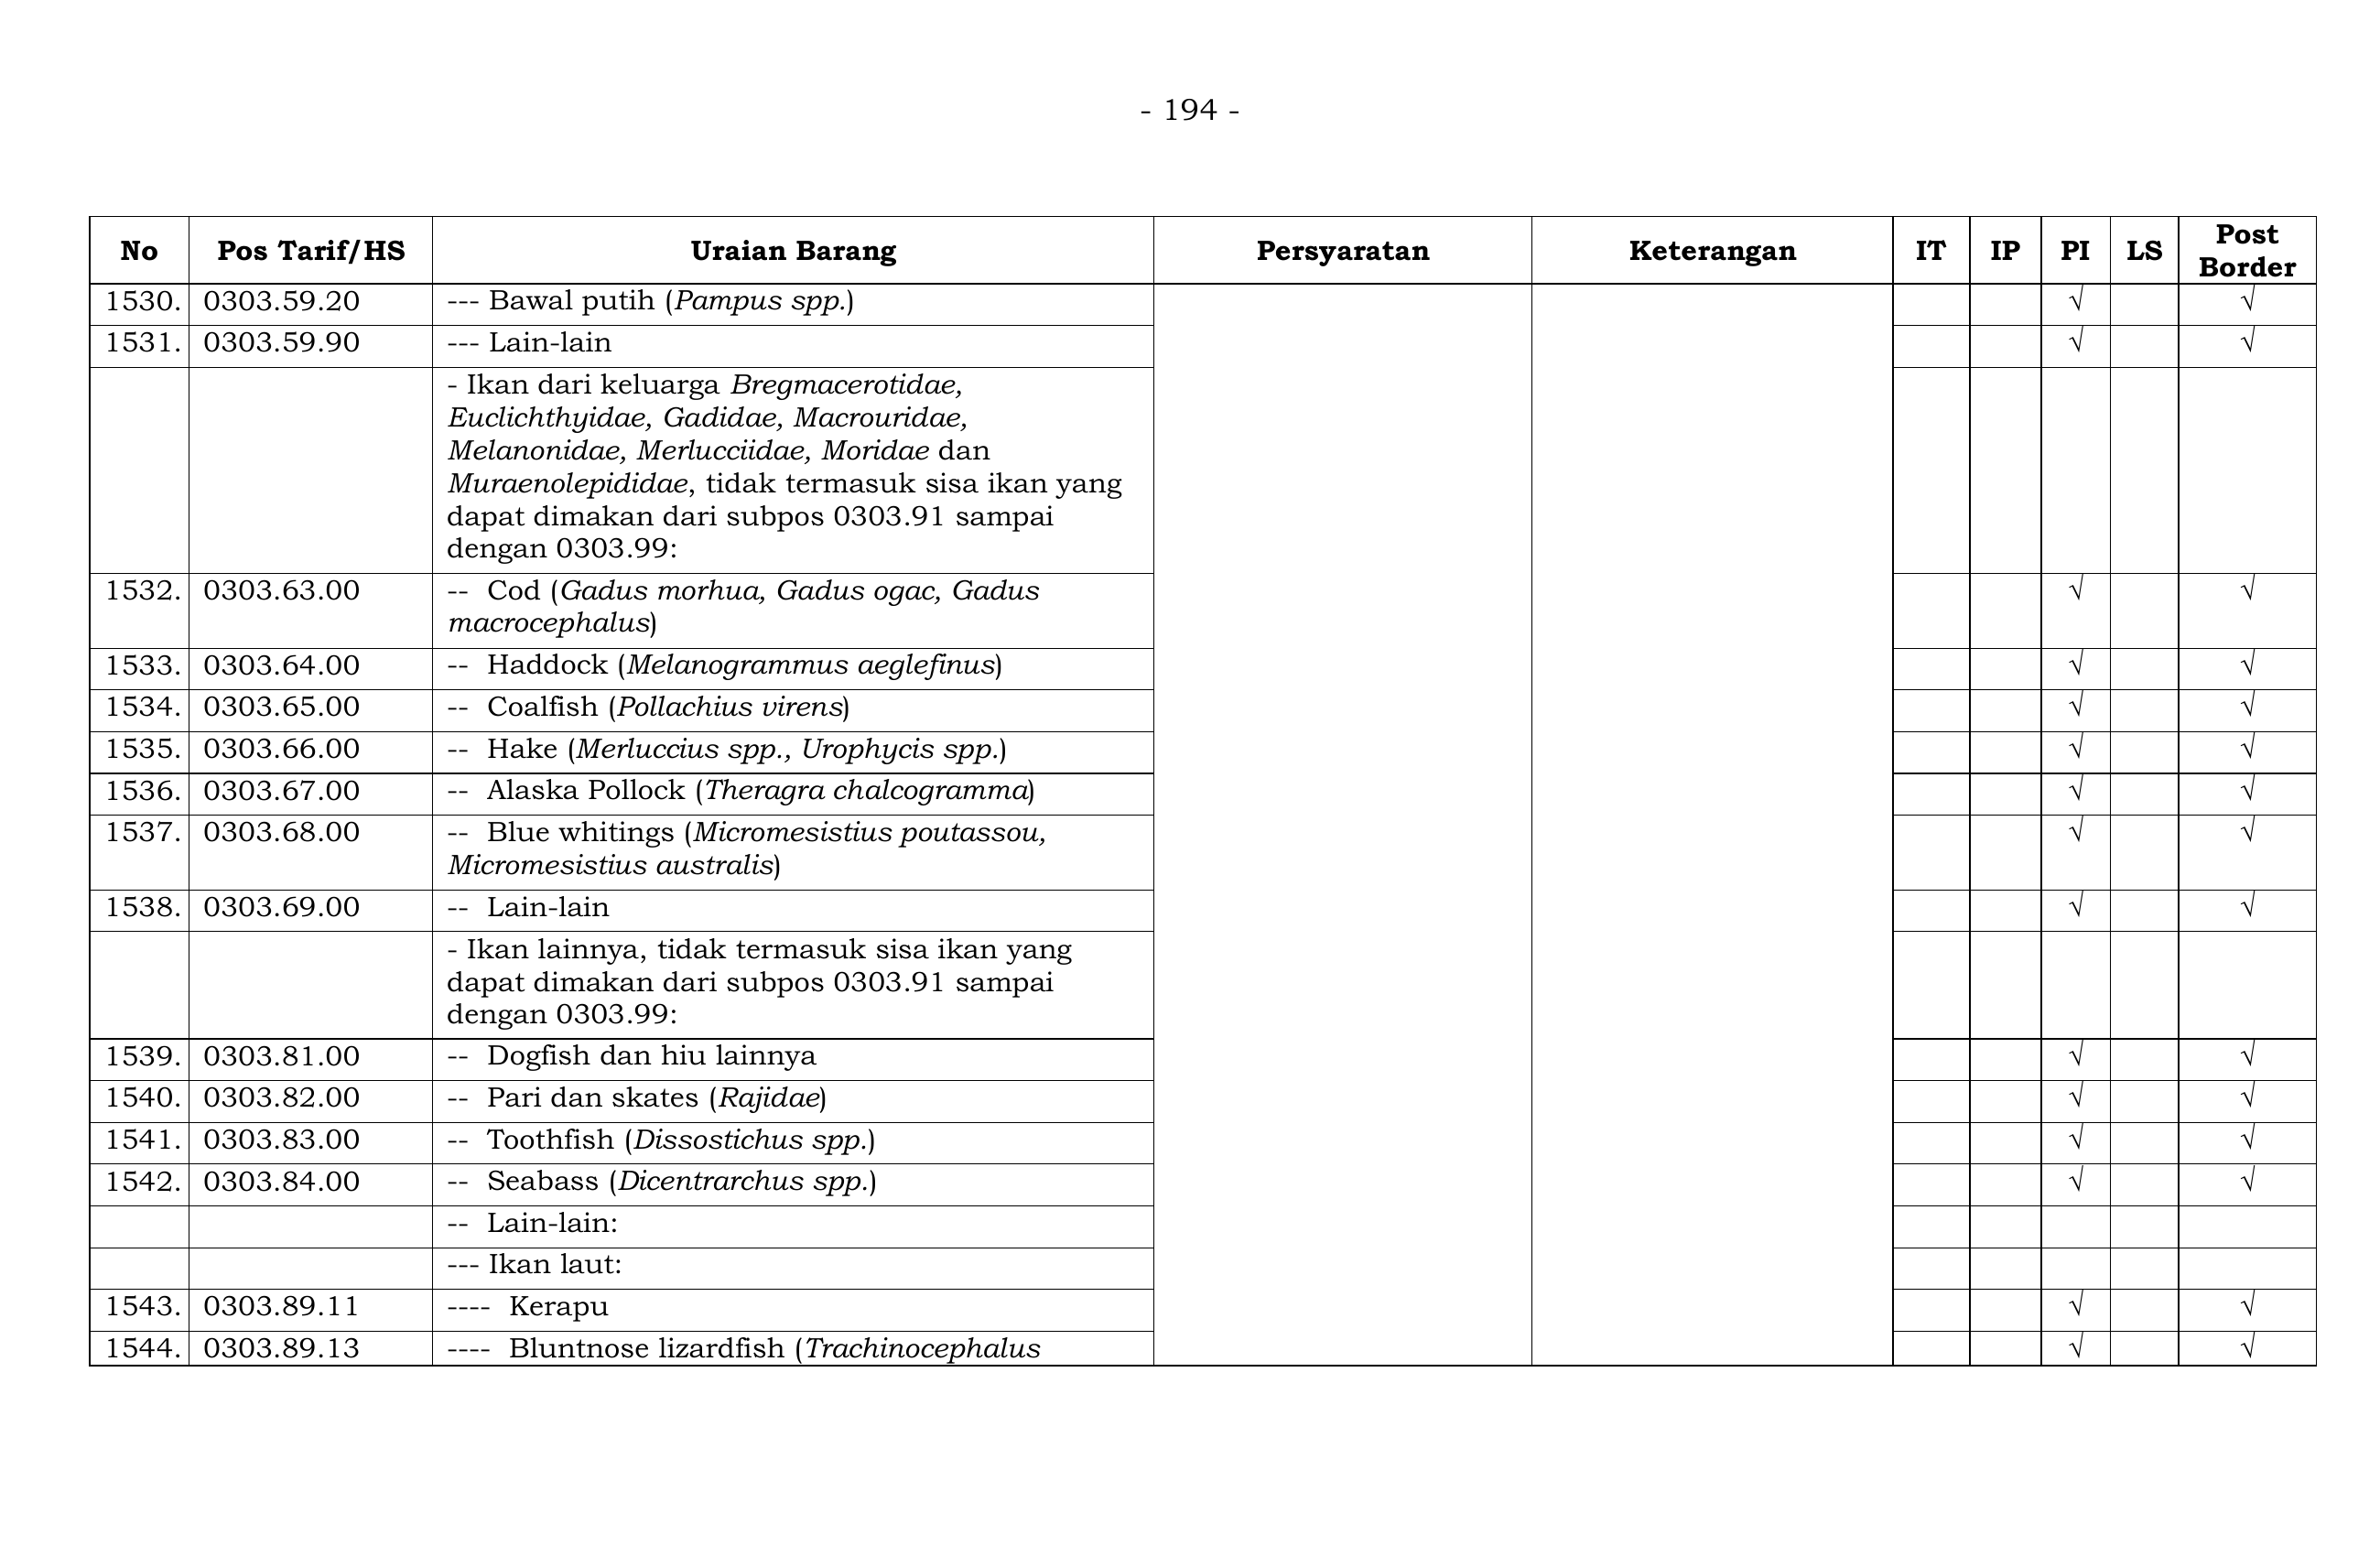 - 194 -
No Pos Tarif/HS Uraian Barang Persyaratan Keterangan IT IP PI LS Post Border
1530. 0303.59.20 --- Bawal putih (Pampus spp.) √ √
1531. 0303.59.90 --- Lain-lain √ √
- Ikan dari keluarga Bregmacerotidae,
Euclichthyidae, Gadidae, Macrouridae,
Melanonidae, Merlucciidae, Moridae dan
Muraenolepididae, tidak termasuk sisa ikan yang
dapat dimakan dari subpos 0303.91 sampai
dengan 0303.99:
1532. 0303.63.00 -- Cod (Gadus morhua, Gadus ogac, Gadus √ √
macrocephalus)
1533. 0303.64.00 -- Haddock (Melanogrammus aeglefinus) √ √
1534. 0303.65.00 -- Coalfish (Pollachius virens) √ √
1535. 0303.66.00 -- Hake (Merluccius spp., Urophycis spp.) √ √
1536. 0303.67.00 -- Alaska Pollock (Theragra chalcogramma) √ √
1537. 0303.68.00 -- Blue whitings (Micromesistius poutassou, √ √
Micromesistius australis)
1538. 0303.69.00 -- Lain-lain √ √
- Ikan lainnya, tidak termasuk sisa ikan yang
dapat dimakan dari subpos 0303.91 sampai
dengan 0303.99:
1539. 0303.81.00 -- Dogfish dan hiu lainnya √ √
1540. 0303.82.00 -- Pari dan skates (Rajidae) √ √
1541. 0303.83.00 -- Toothfish (Dissostichus spp.) √ √
1542. 0303.84.00 -- Seabass (Dicentrarchus spp.) √ √
-- Lain-lain:
--- Ikan laut:
1543. 0303.89.11 ---- Kerapu √ √
1544. 0303.89.13 ---- Bluntnose lizardfish (Trachinocephalus √ √